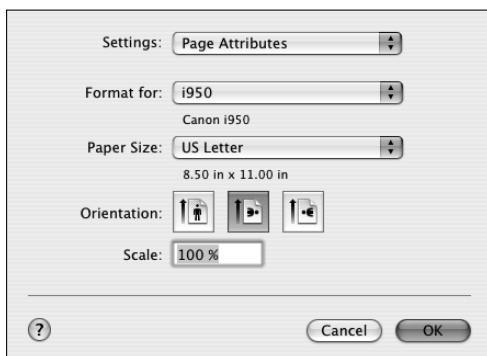 Settings: Page Attributes
Format for: i950
Canon i950
Paper Size: US Letter
8.50 in x 11.00 in
Orientation:
Scale: 100 %
? Cancel OK